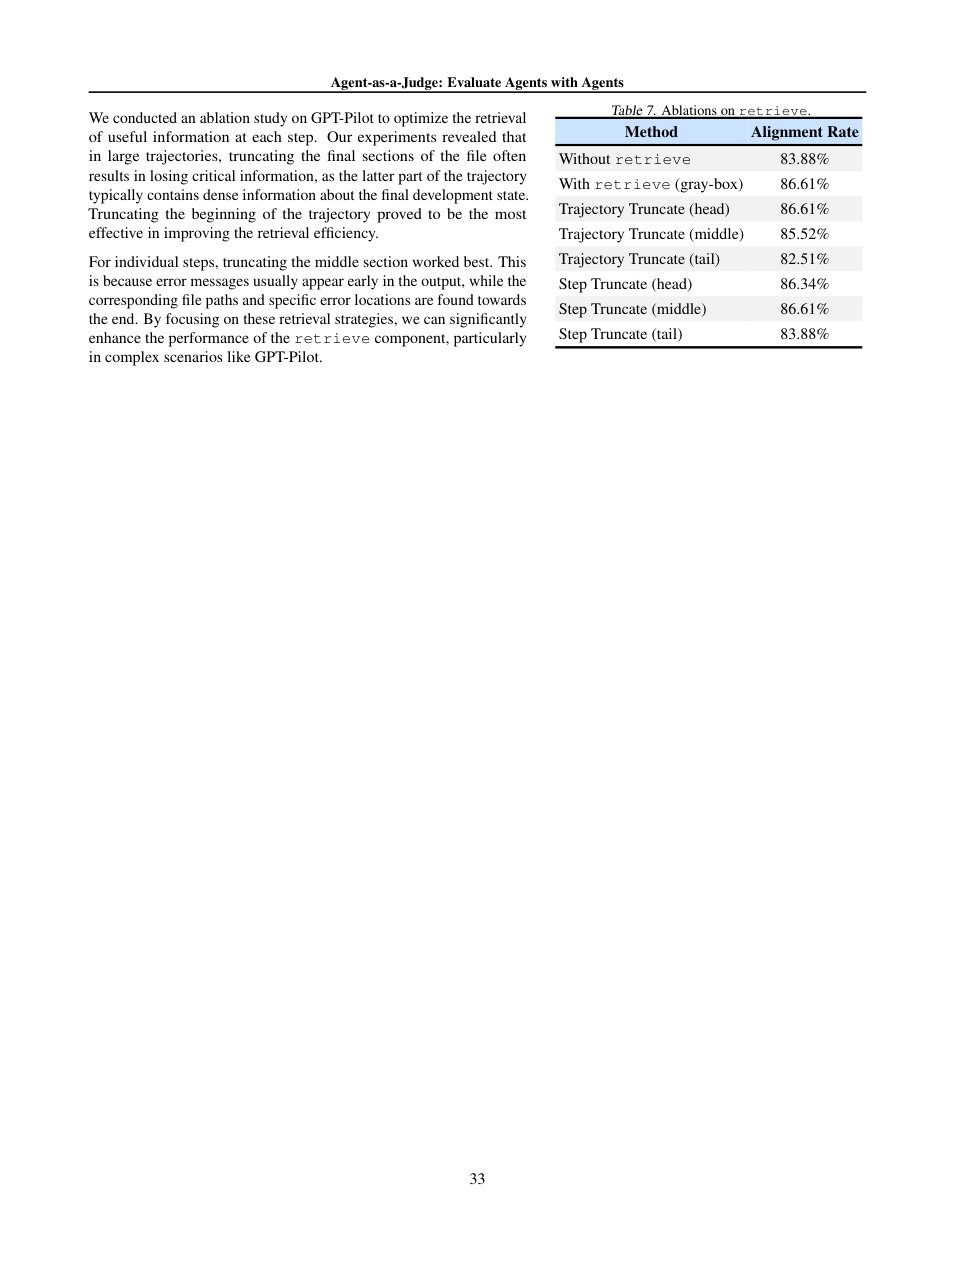 Agent-as-a-Judge: Evaluate Agents with Agents
We conducted an ablation study on GPT-Pilot to optimize the retrieval
of useful information at each step. Our experiments revealed that
in large trajectories, truncating the final sections of the file often
results in losing critical information, as the latter part of the trajectory
typically contains dense information about the final development state.
Truncating the beginning of the trajectory proved to be the most
effective in improving the retrieval efficiency.
For individual steps, truncating the middle section worked best. This
is because error messages usually appear early in the output, while the
corresponding file paths and specific error locations are found towards
the end. By focusing on these retrieval strategies, we can significantly
enhance the performance of the retrieve component, particularly
in complex scenarios like GPT-Pilot.
Table 7. Ablations on retrieve.
Method Alignment Rate
Without retrieve 83.88%
With retrieve (gray-box) 86.61%
Trajectory Truncate (head) 86.61%
Trajectory Truncate (middle) 85.52%
Trajectory Truncate (tail) 82.51%
Step Truncate (head) 86.34%
Step Truncate (middle) 86.61%
Step Truncate (tail) 83.88%
33